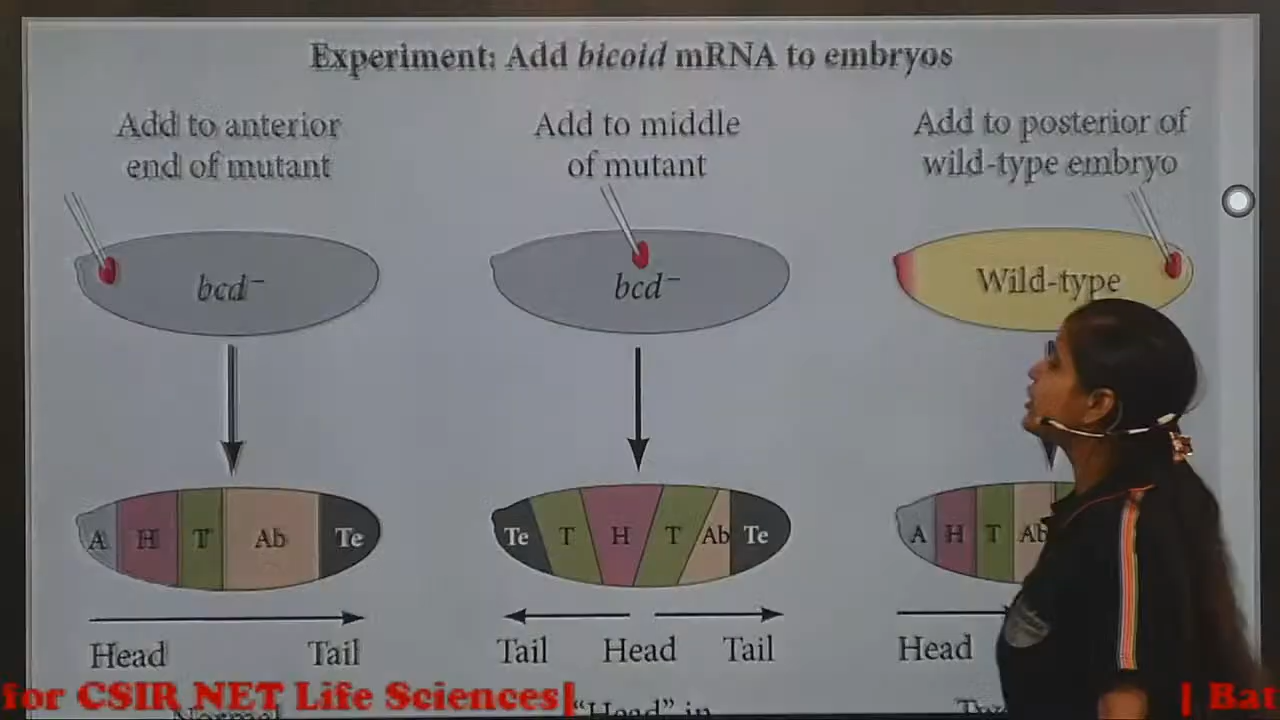 Experiment: Add bicoid mRNA to embryos
Add to anterior
end of mutant
Add to middle
of mutant
Add to posterior of
wild-type embryo
bcd⁻
bcd⁻
Wild-type
A H T Ab Te
Te T H T Ab Te
A H T Ab
Head Tail
Tail Head Tail
Head
Normal
"Head" in
for CSIR NET Life Sciences|
| Bat